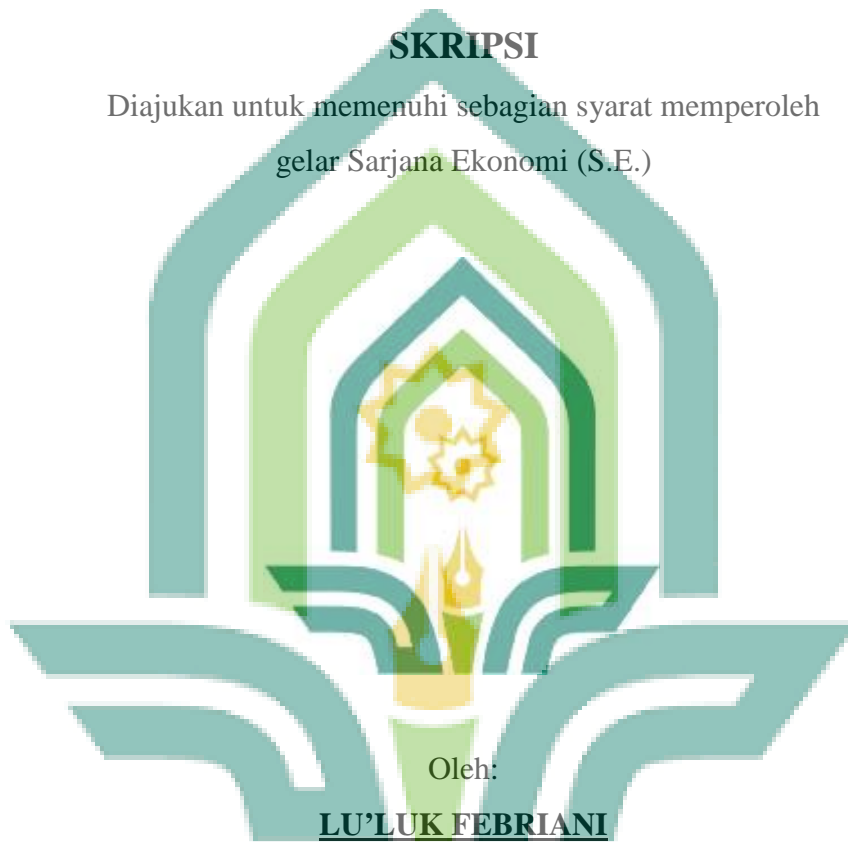 SKRIPSI
Diajukan untuk memenuhi sebagian syarat memperoleh
gelar Sarjana Ekonomi (S.E.)
Oleh:
LU’LUK FEBRIANI